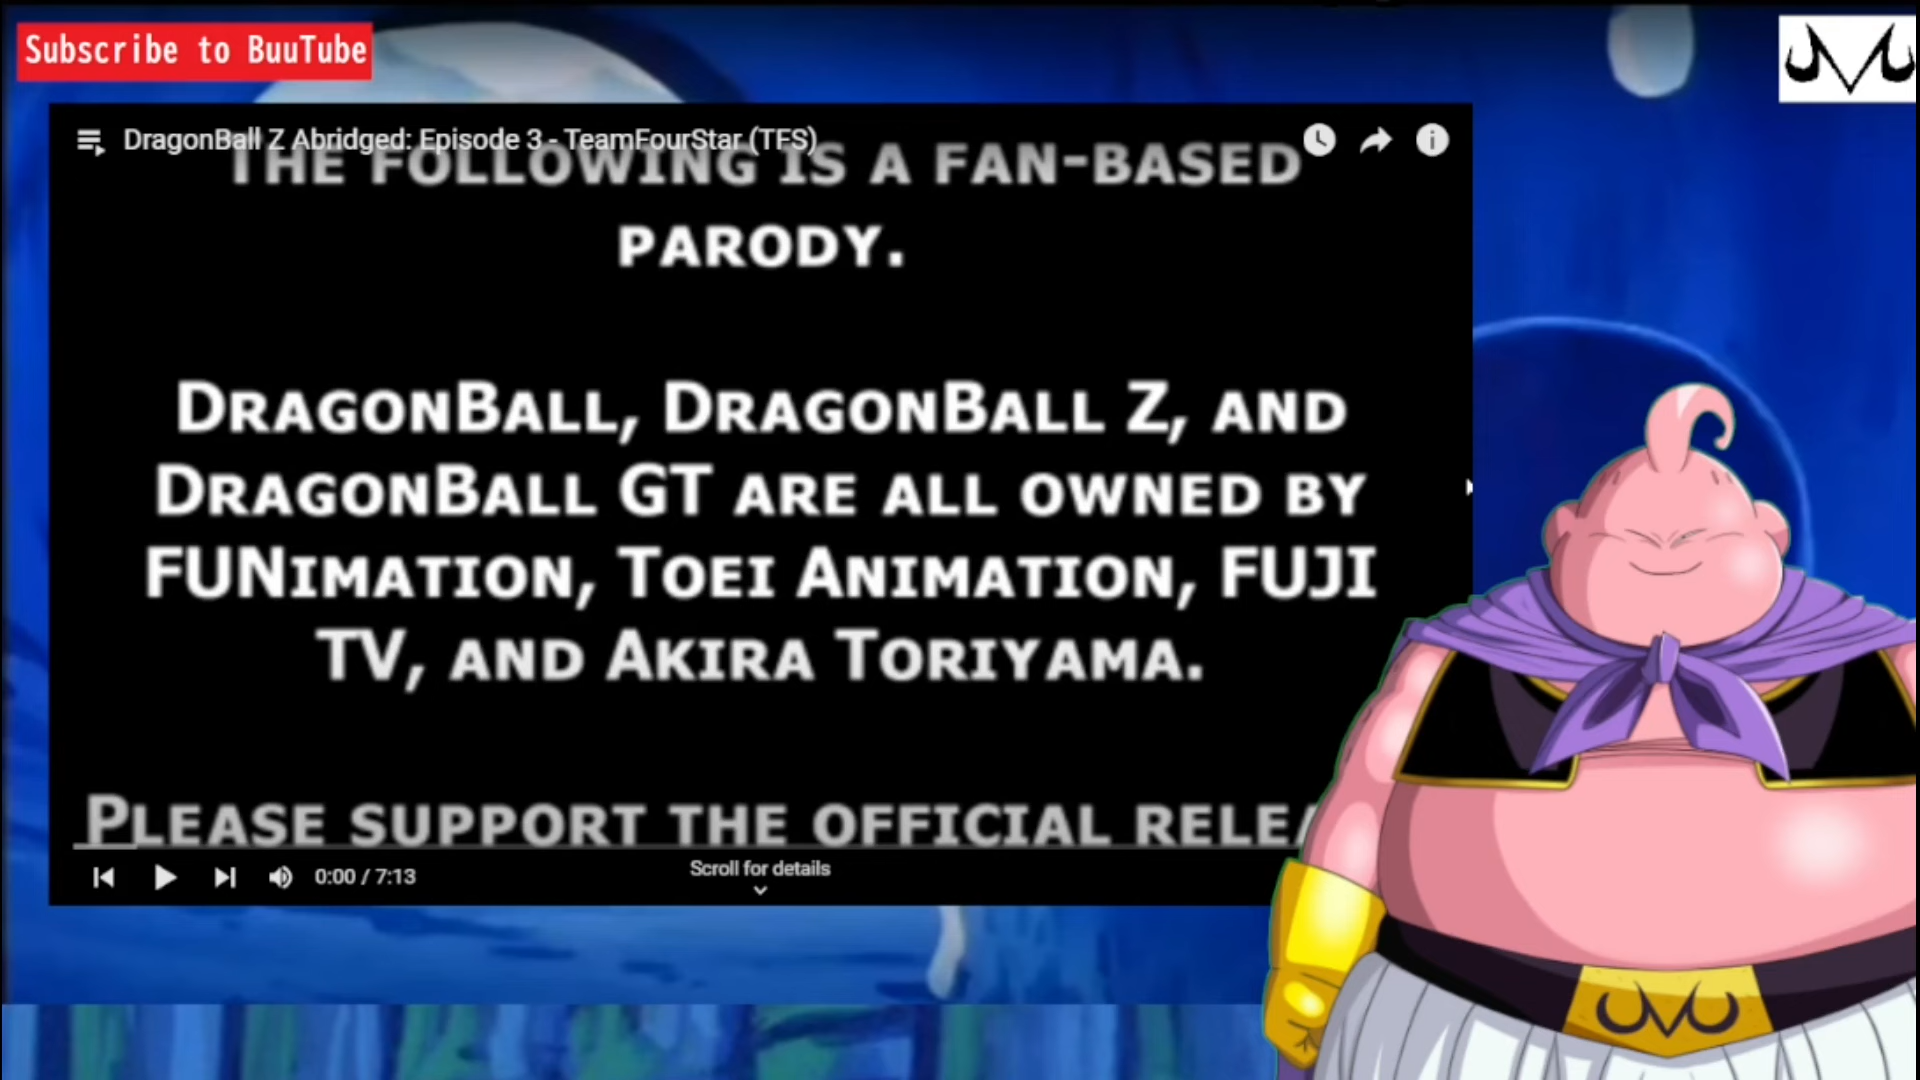 Subscribe to BuuTube
DragonBall Z Abridged: Episode 3 - TeamFourStar (TFS)
THE FOLLOWING IS A FAN-BASED
PARODY.
DRAGONBALL, DRAGONBALL Z, AND
DRAGONBALL GT ARE ALL OWNED BY
FUNIMATION, TOEI ANIMATION, FUJI
TV, AND AKIRA TORIYAMA.
PLEASE SUPPORT THE OFFICIAL RELEA
0:00 / 7:13
Scroll for details